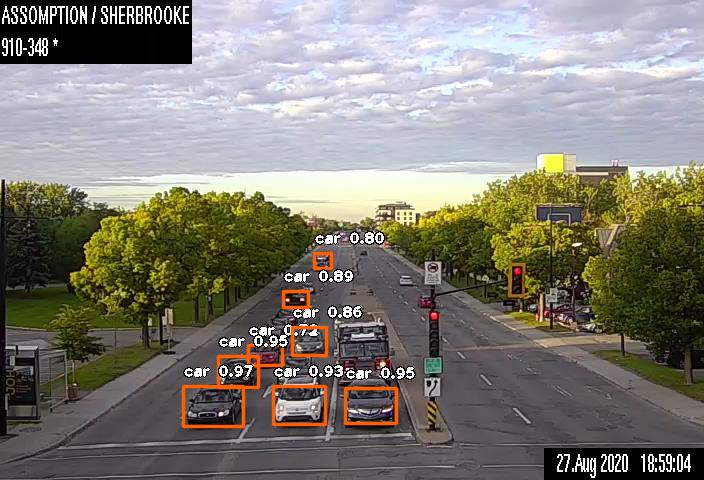 ASSOMPTION / SHERBROOKE
910-348 *
car 0.80
car 0.89
car 0.86
car 0.72
car 0.95
car 0.97
car 0.93
car 0.95
27.Aug 2020 18:59:04